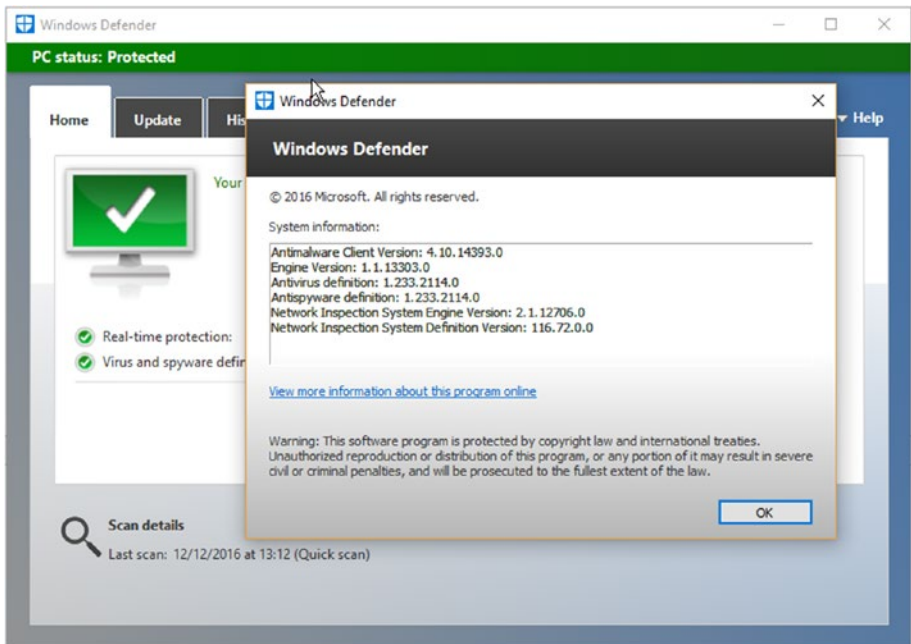 Windows Defender
PC status: Protected
Home
Update
His
Help
Your
Real-time protection:
Virus and spyware defin
Scan details
Last scan: 12/12/2016 at 13:12 (Quick scan)
Windows Defender
Windows Defender
© 2016 Microsoft. All rights reserved.
System information:
Antimalware Client Version: 4.10.14393.0
Engine Version: 1.1.13303.0
Antivirus definition: 1.233.2114.0
Antispyware definition: 1.233.2114.0
Network Inspection System Engine Version: 2.1.12706.0
Network Inspection System Definition Version: 116.72.0.0
View more information about this program online
Warning: This software program is protected by copyright law and international treaties.
Unauthorized reproduction or distribution of this program, or any portion of it may result in severe
civil or criminal penalties, and will be prosecuted to the fullest extent of the law.
OK